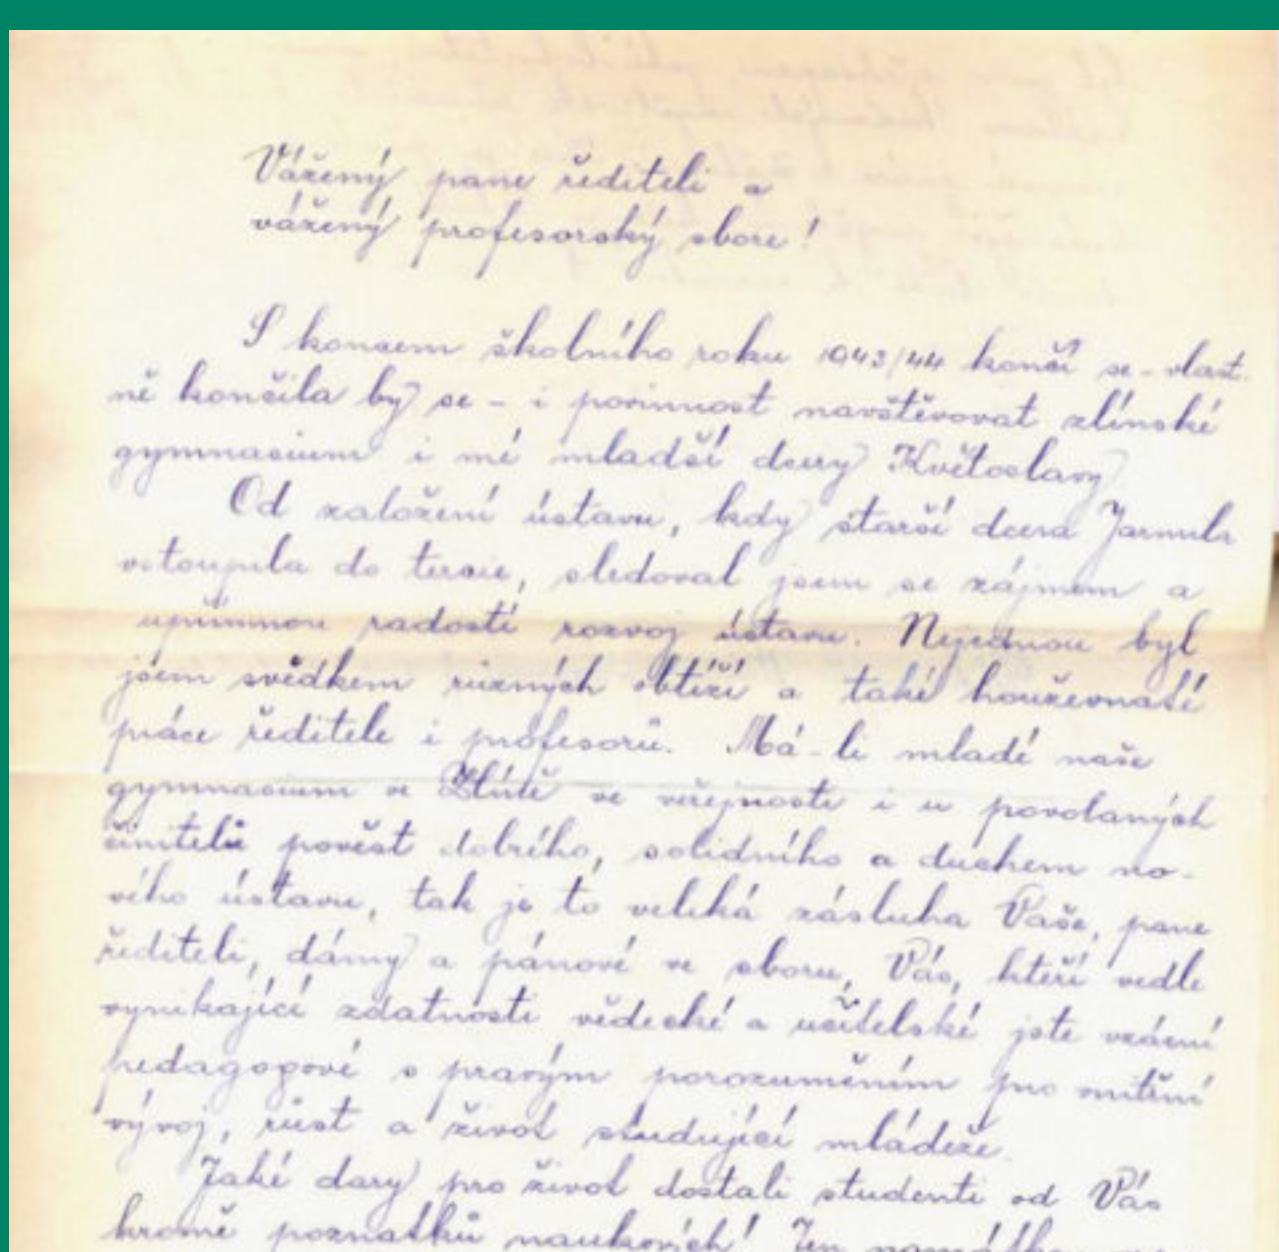 Vážený pane řediteli a
vážený profesorský sbore!
S koncem školního roku 1943/44 končí se - vlast-
ně končila by se - i povinnost navštěvovat zlínské
gymnasium i mé mladší dcery Květoslavy.
Od založení ústavu, kdy starší dcera Jarmila
vstoupila do tercie, sledoval jsem se zájmem a
upřímnou radostí rozvoj ústavu. Nejednou byl
jsem svědkem různých obtíží a také houževnaté
práce ředitele i profesorů. Má-li mladé naše
gymnasium ve Zlíně ve veřejnosti i u povolaných
činitelů pověst dobrého, solidního a duchem no-
vého ústavu, tak je to veliká zásluha Vaše, pane
řediteli, dámy a pánové ve sboru, Vás, kteří vedle
vynikající zdatnosti vědecké a učitelské jste vzácní
pedagogové s pravým porozuměním pro vnitřní
vývoj, růst a život studující mládeže.
Jaké dary pro život dostali studenti od Vás
kromě poznatků naukových! Jen